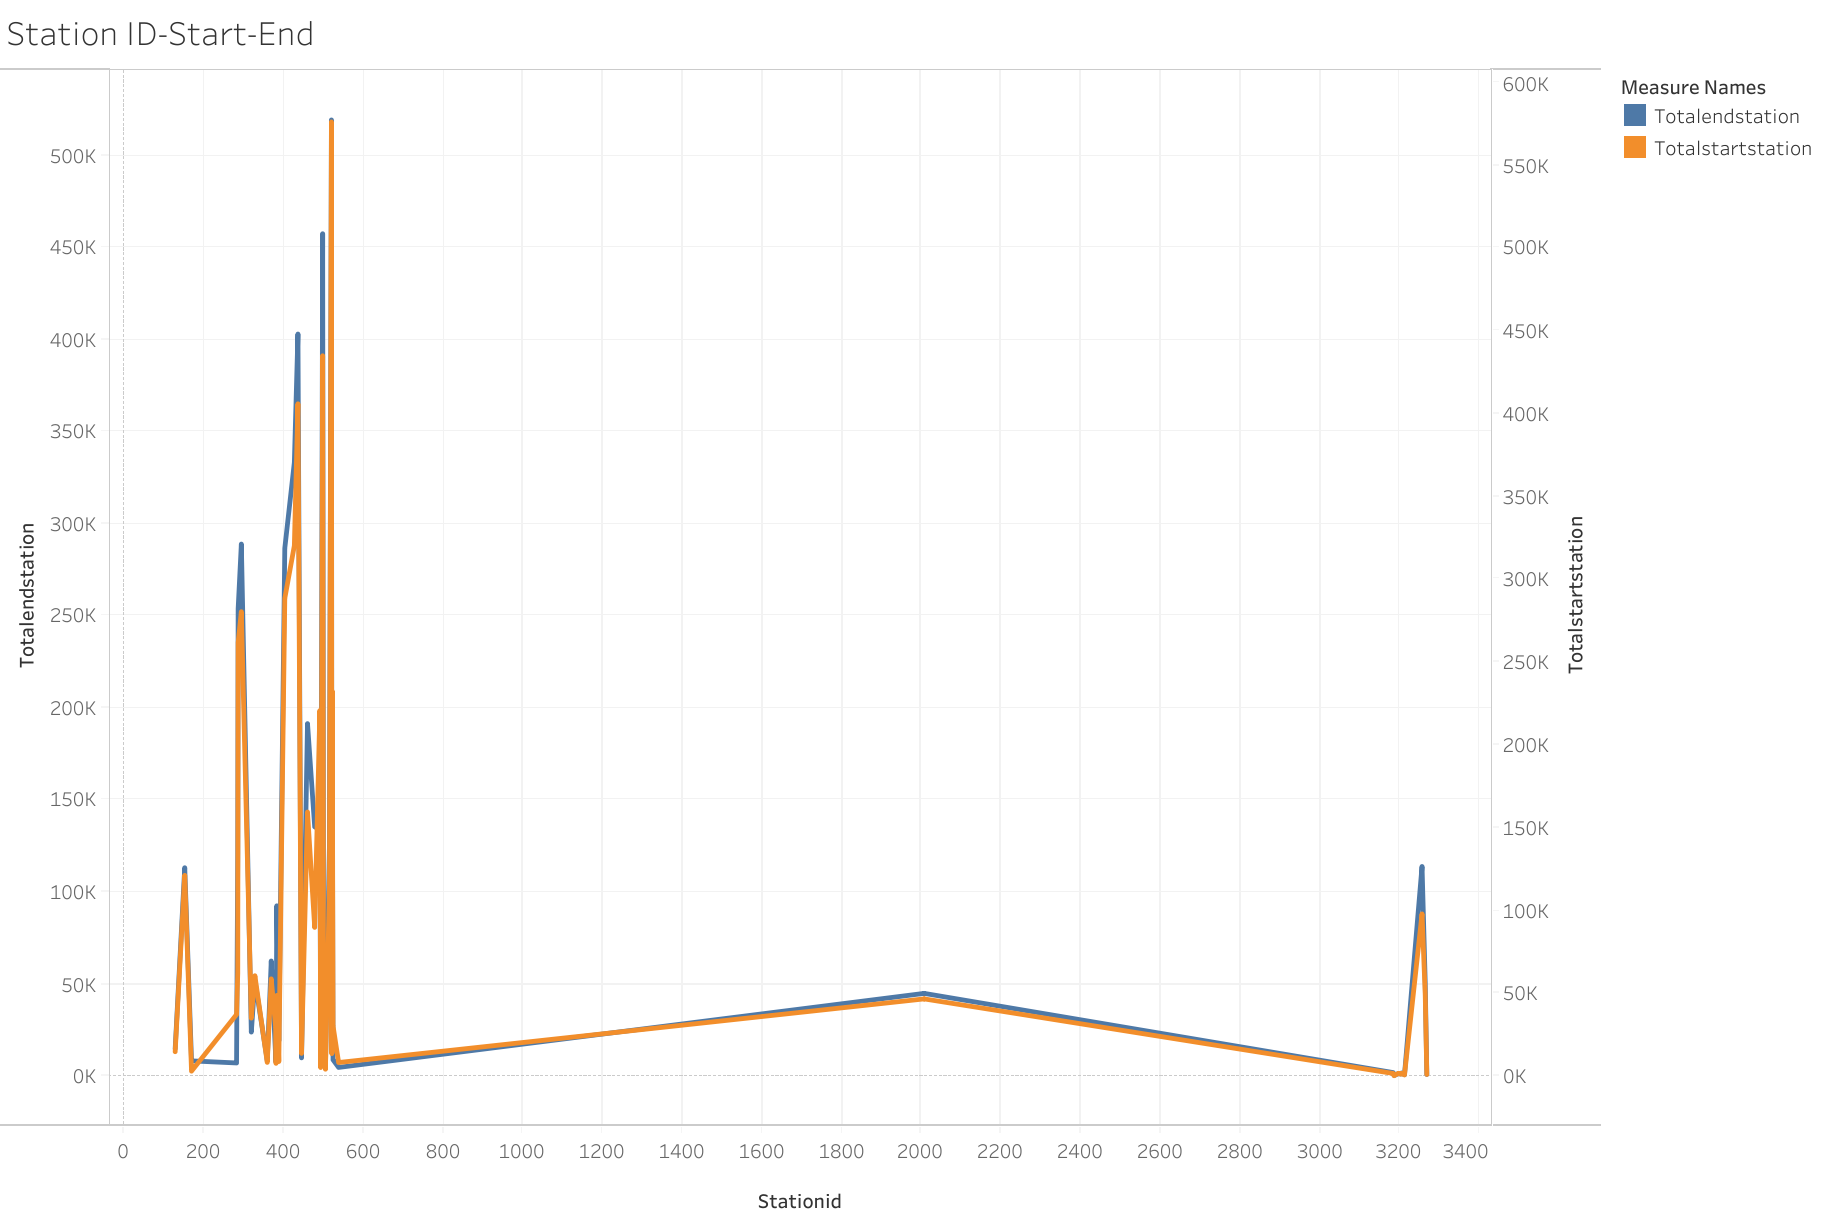 Station ID-Start-End
Measure Names
Totalendstation
Totalstartstation
Totalendstation
500K
450K
400K
350K
300K
250K
200K
150K
100K
50K
0K
600K
550K
500K
450K
400K
350K
300K
250K
200K
150K
100K
50K
0K
Totalstartstation
0 200 400 600 800 1000 1200 1400 1600 1800 2000 2200 2400 2600 2800 3000 3200 3400
Stationid